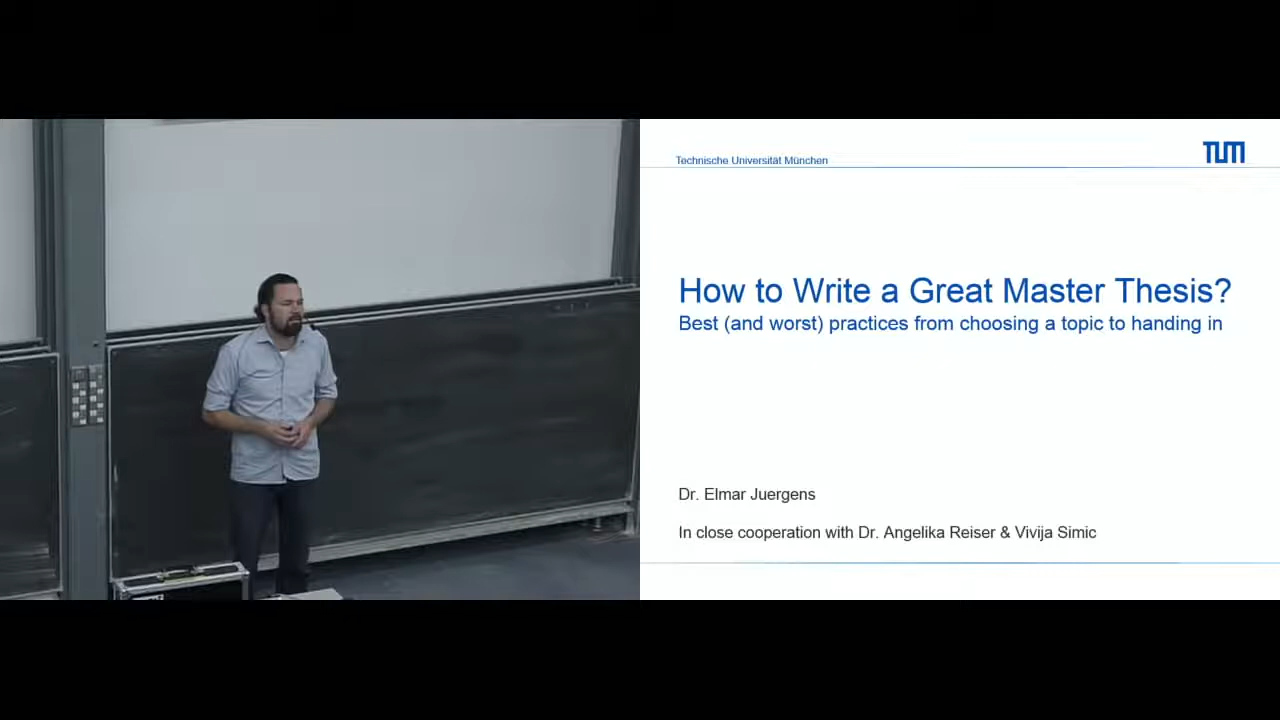 Technische Universität München
TUM
How to Write a Great Master Thesis?
Best (and worst) practices from choosing a topic to handing in
Dr. Elmar Juergens
In close cooperation with Dr. Angelika Reiser & Vivija Simic